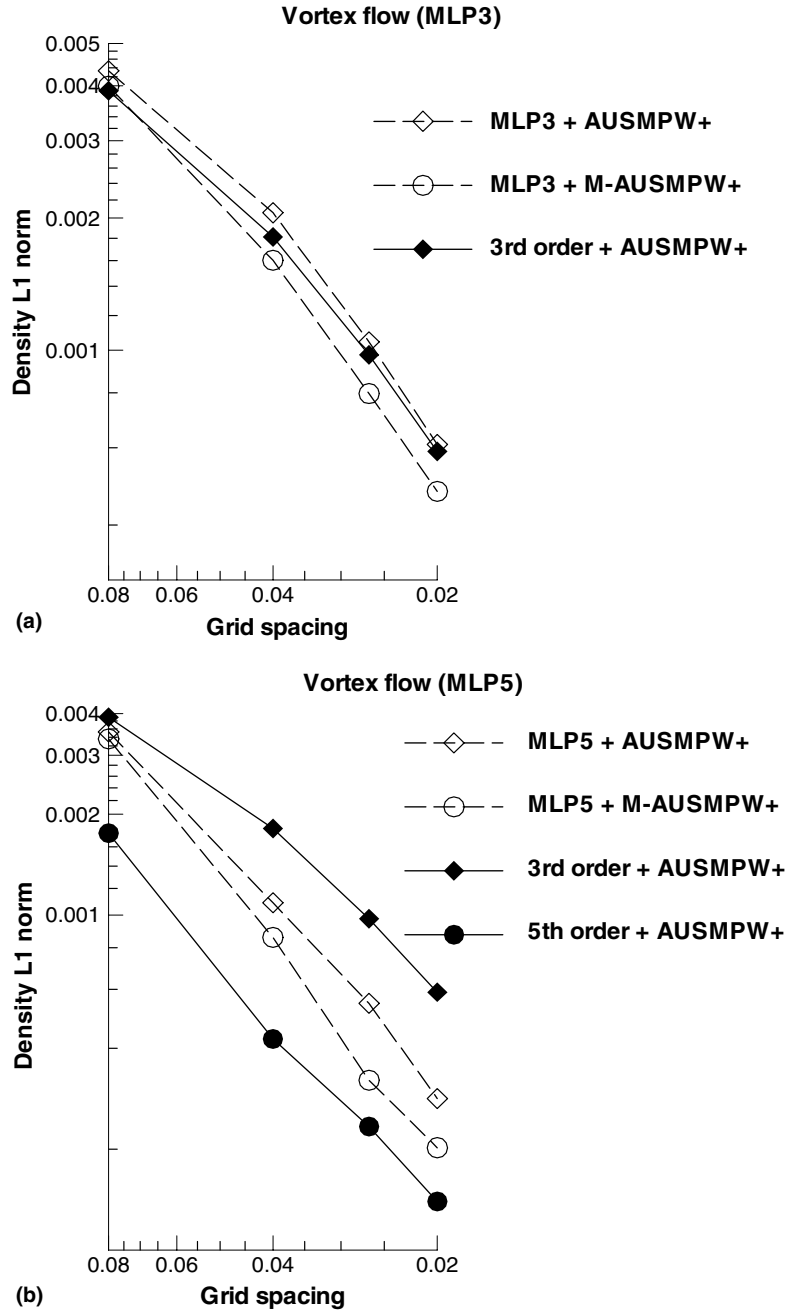 Vortex flow (MLP3)
0.005
0.004
0.003
0.002
0.001
Density L1 norm
MLP3 + AUSMPW+
MLP3 + M-AUSMPW+
3rd order + AUSMPW+
0.08 0.06 0.04 0.02
Grid spacing
(a)
Vortex flow (MLP5)
0.004
0.003
0.002
0.001
Density L1 norm
MLP5 + AUSMPW+
MLP5 + M-AUSMPW+
3rd order + AUSMPW+
5th order + AUSMPW+
0.08 0.06 0.04 0.02
Grid spacing
(b)